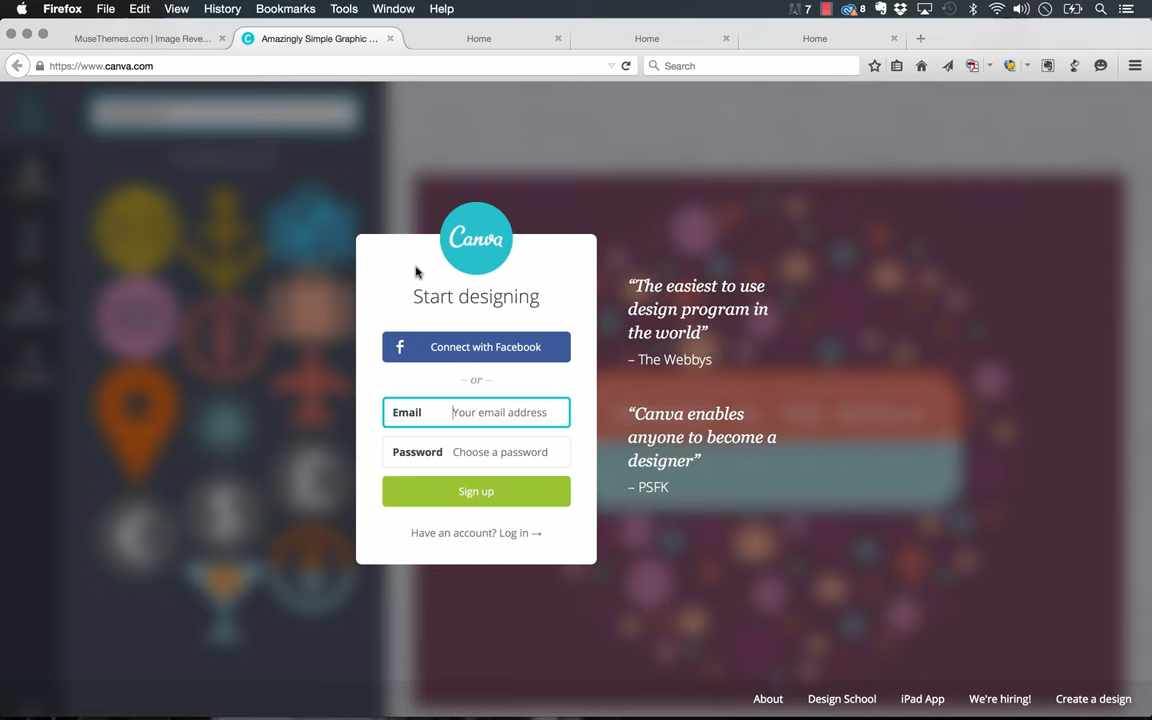 Firefox File Edit View History Bookmarks Tools Window Help 7 8
MuseThemes.com | Image Reve... Amazingly Simple Graphic ... Home Home Home
https://www.canva.com Search
Canva
Start designing
Connect with Facebook
– or –
Email Your email address
Password Choose a password
Sign up
Have an account? Log in →
“The easiest to use
design program in
the world”
– The Webbys
“Canva enables
anyone to become a
designer”
– PSFK
About Design School iPad App We're hiring! Create a design